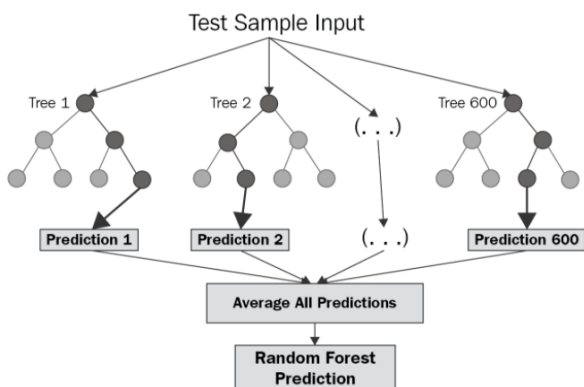 Test Sample Input
Tree 1
Tree 2
Tree 600
(. . .)
Prediction 1
Prediction 2
(. . .)
Prediction 600
Average All Predictions
Random Forest
Prediction